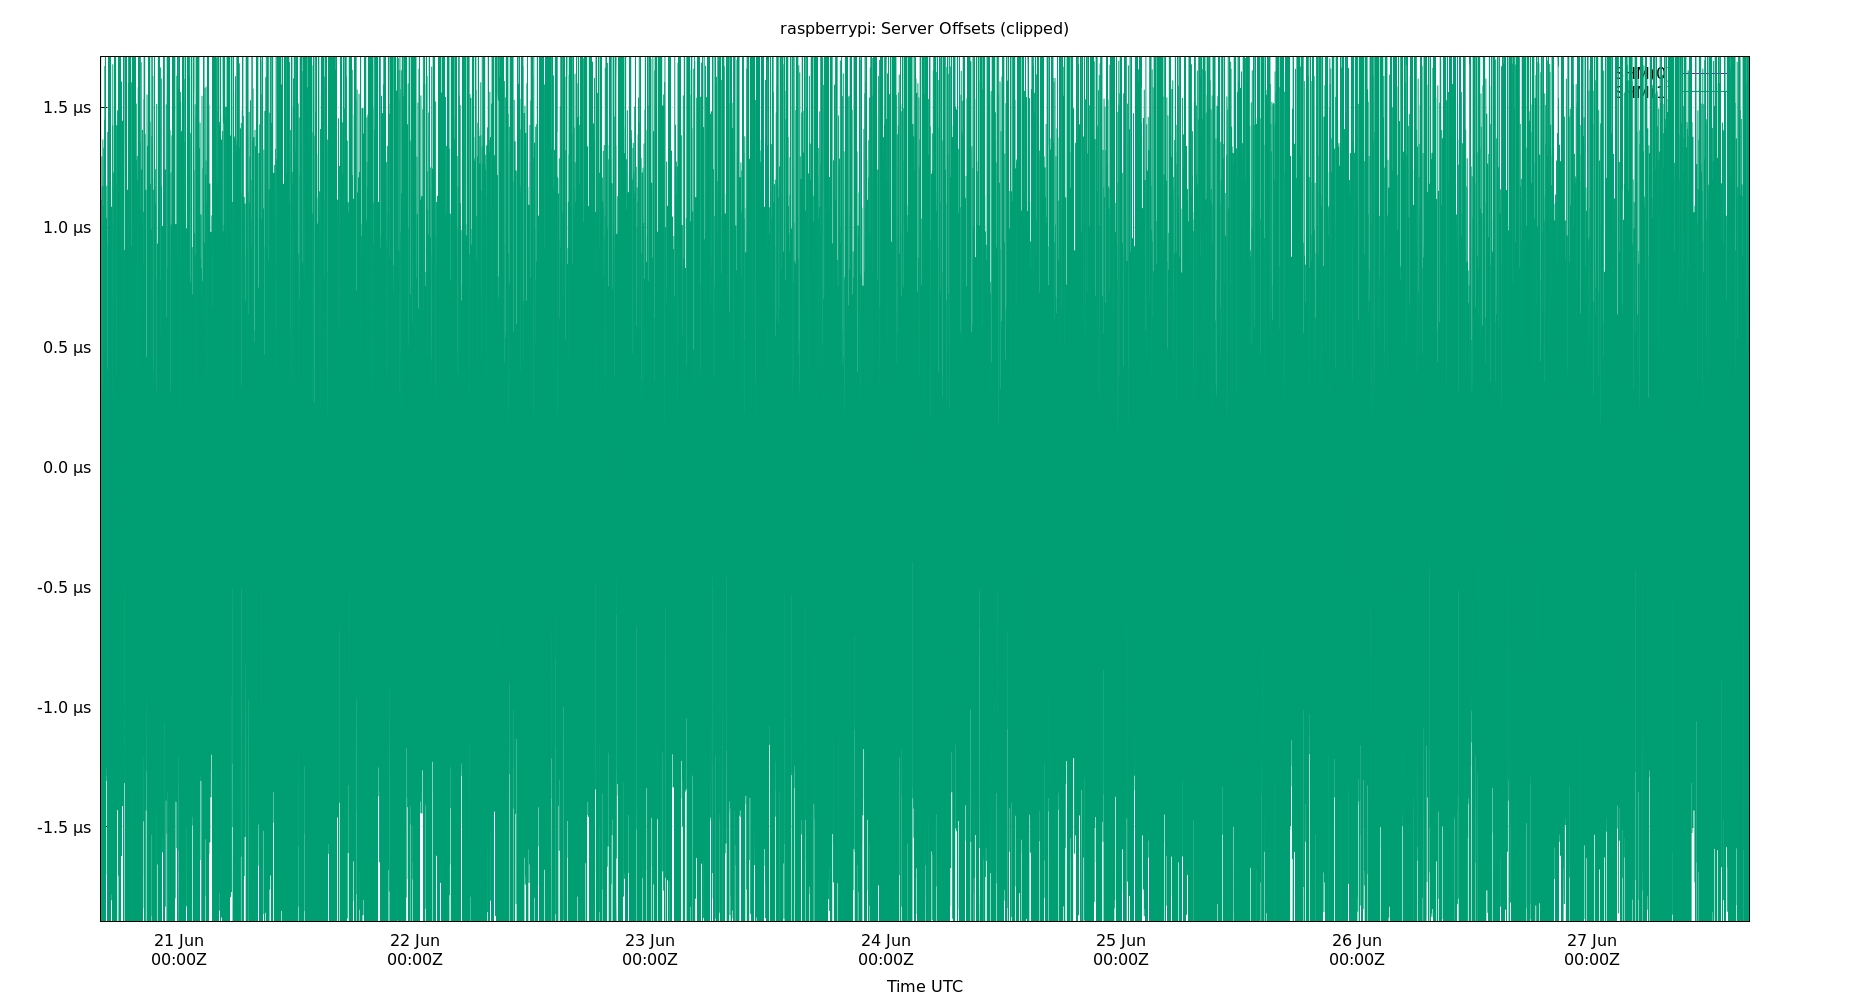 raspberrypi: Server Offsets (clipped)
1.5 µs
1.0 µs
0.5 µs
0.0 µs
-0.5 µs
-1.0 µs
-1.5 µs
21 Jun
00:00Z
22 Jun
00:00Z
23 Jun
00:00Z
24 Jun
00:00Z
25 Jun
00:00Z
26 Jun
00:00Z
27 Jun
00:00Z
Time UTC